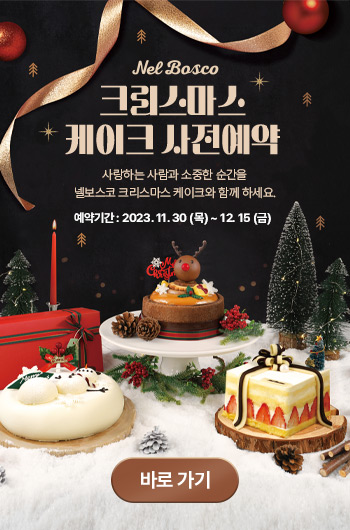 Nel Bosco
크리스마스
케이크 사전예약
사랑하는 사람과 소중한 순간을
넬보스코 크리스마스 케이크와 함께 하세요.
예약기간 : 2023. 11. 30 (목) ~ 12. 15 (금)
바로 가기